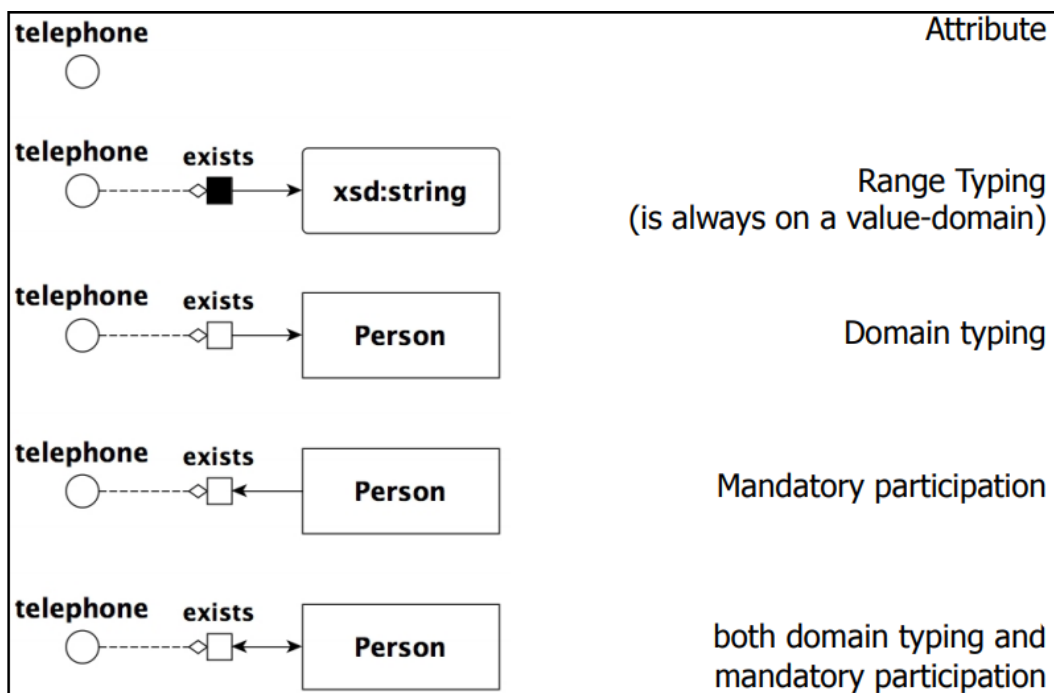 telephone
Attribute
telephone
exists
xsd:string
Range Typing
(is always on a value-domain)
telephone
exists
Person
Domain typing
telephone
exists
Person
Mandatory participation
telephone
exists
Person
both domain typing and
mandatory participation